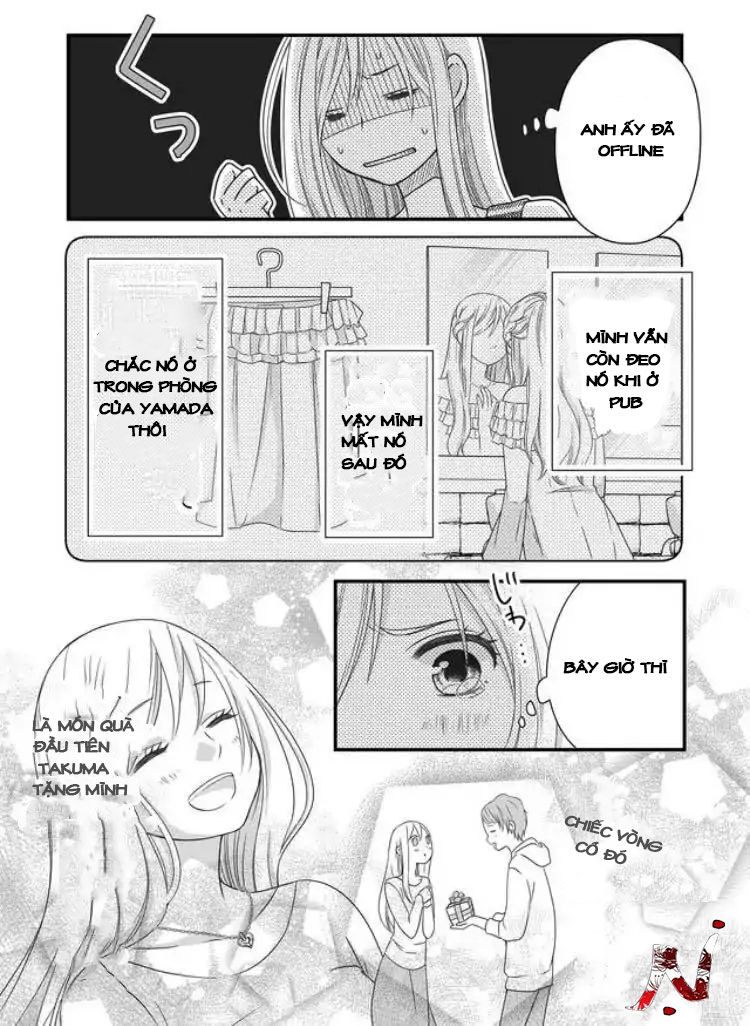 くっ
ANH ẤY ĐÃ
OFFLINE
MÌNH VẪN
CÒN ĐEO
NÓ KHI Ở
PUB
VẬY MÌNH
MẤT NÓ
SAU ĐÓ
CHẮC NÓ Ở
TRONG PHÒNG
CỦA YAMADA
THÔI
じわ...
BÂY GIỜ THÌ
CHIẾC VÒNG
CÓ ĐÓ
LÀ MÓN QUÀ
ĐẦU TIÊN
TAKUMA
TẶNG MÌNH